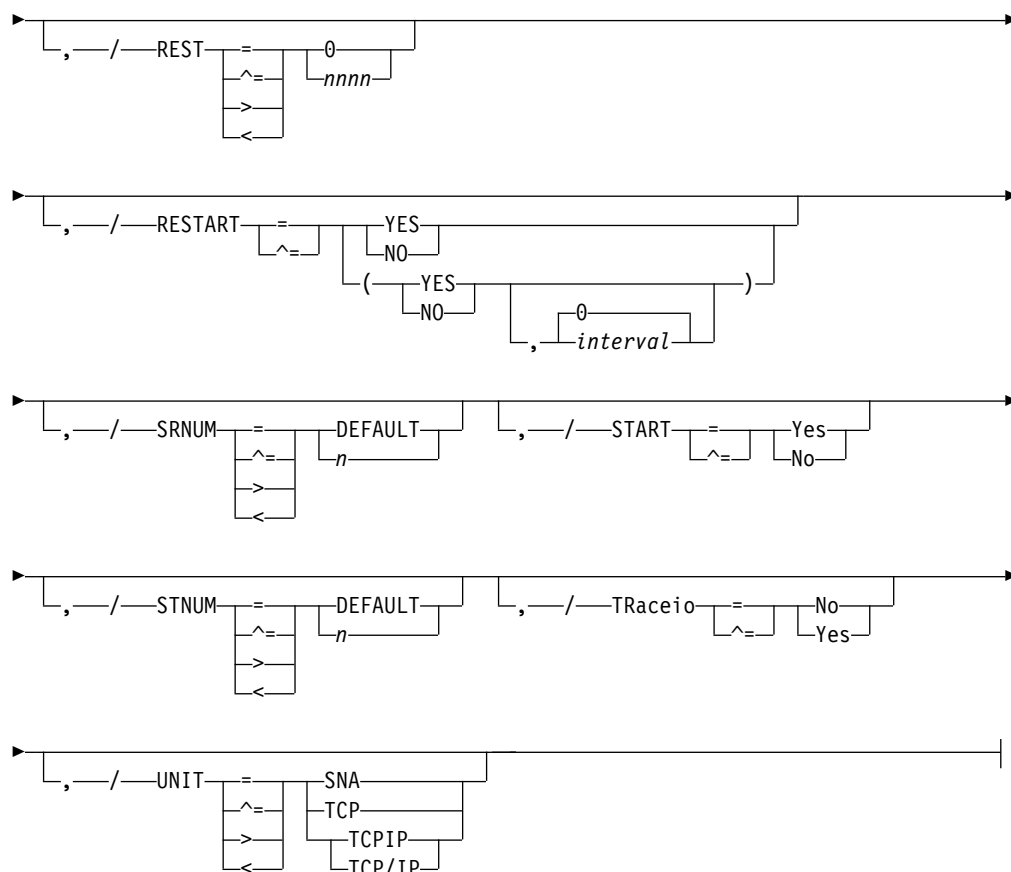 , / REST = 0
^= nnnn
>
<
, / RESTART = YES
^= NO
( YES )
NO 0
, interval
, / SRNUM = DEFAULT , / START = Yes
^= n ^= No
>
<
, / STNUM = DEFAULT , / TRaceio = No
^= n ^= Yes
>
<
, / UNIT = SNA
^= TCP
> TCPIP
< TCP/IP